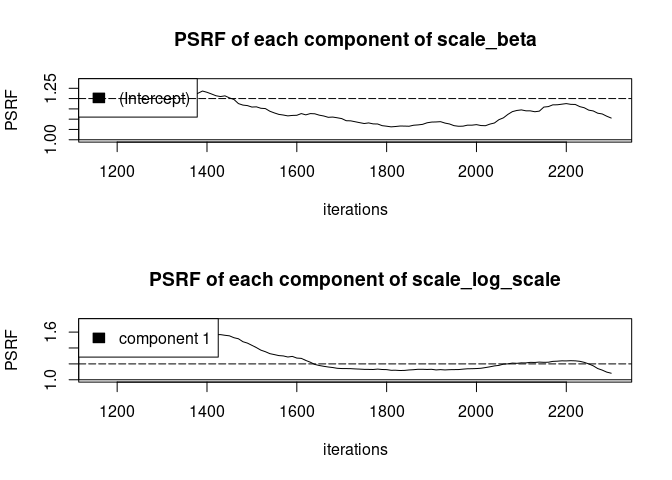 PSRF of each component of scale_beta
PSRF
1.25
1.00
(Intercept)
1200 1400 1600 1800 2000 2200
iterations
PSRF of each component of scale_log_scale
PSRF
1.6
1.0
component 1
1200 1400 1600 1800 2000 2200
iterations